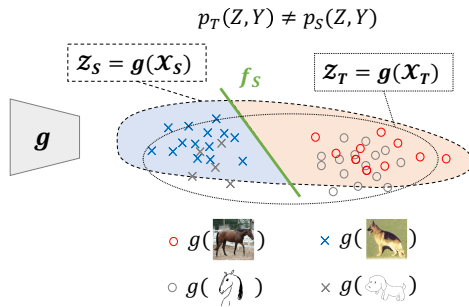 p_T(Z, Y) ≠ p_S(Z, Y)
𝒵_S = g(𝒳_S)
f_S
𝒵_T = g(𝒳_T)
g
○ g( ) × g( )
○ g( ) × g( )